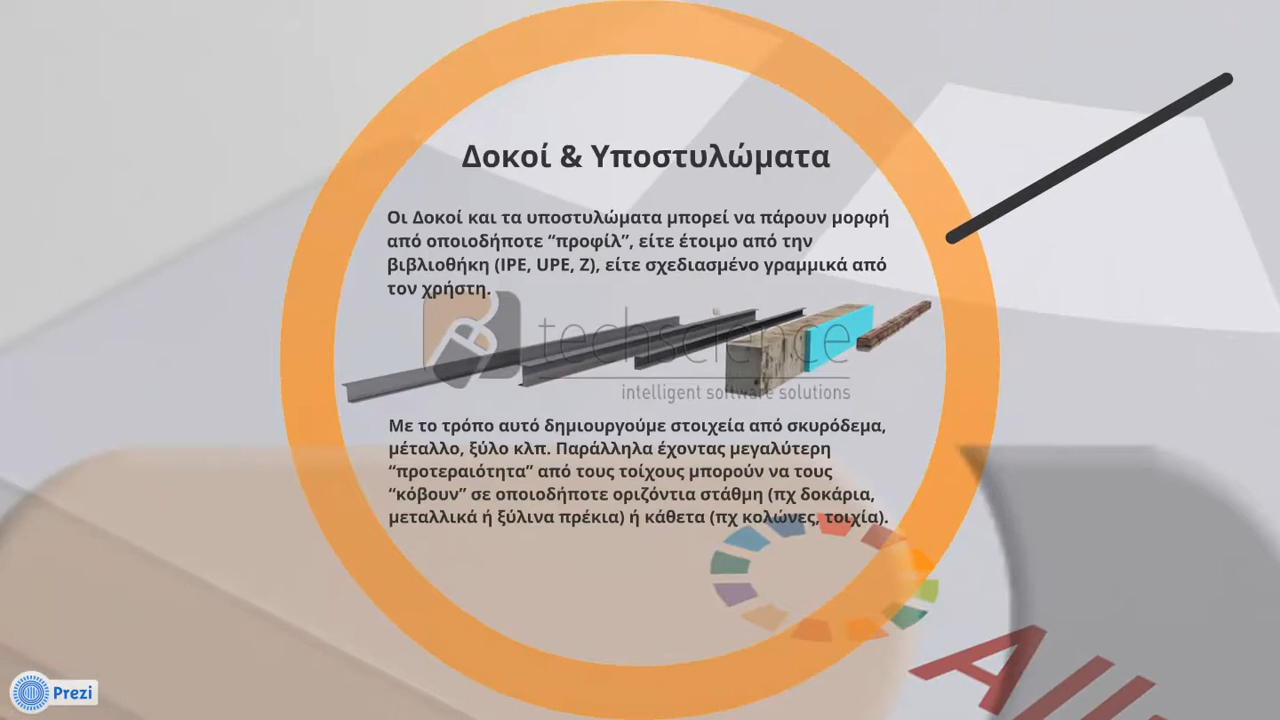 Δοκοί & Υποστυλώματα
Οι Δοκοί και τα υποστυλώματα μπορεί να πάρουν μορφή
από οποιοδήποτε “προφίλ”, είτε έτοιμο από την
βιβλιοθήκη (IPE, UPE, Z), είτε σχεδιασμένο γραμμικά από
τον χρήστη.
techscience
intelligent software solutions
Με το τρόπο αυτό δημιουργούμε στοιχεία από σκυρόδεμα,
μέταλλο, ξύλο κλπ. Παράλληλα έχοντας μεγαλύτερη
“προτεραιότητα” από τους τοίχους μπορούν να τους
“κόβουν” σε οποιοδήποτε οριζόντια στάθμη (πχ δοκάρια,
μεταλλικά ή ξύλινα πρέκια) ή κάθετα (πχ κολώνες, τοιχία).
Prezi